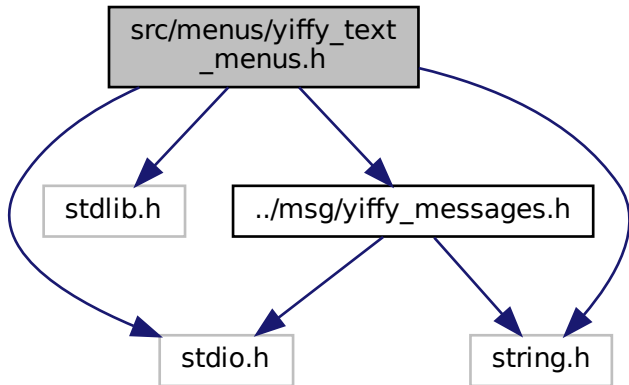 src/menus/yiffy_text
_menus.h
stdlib.h
../msg/yiffy_messages.h
stdio.h
string.h